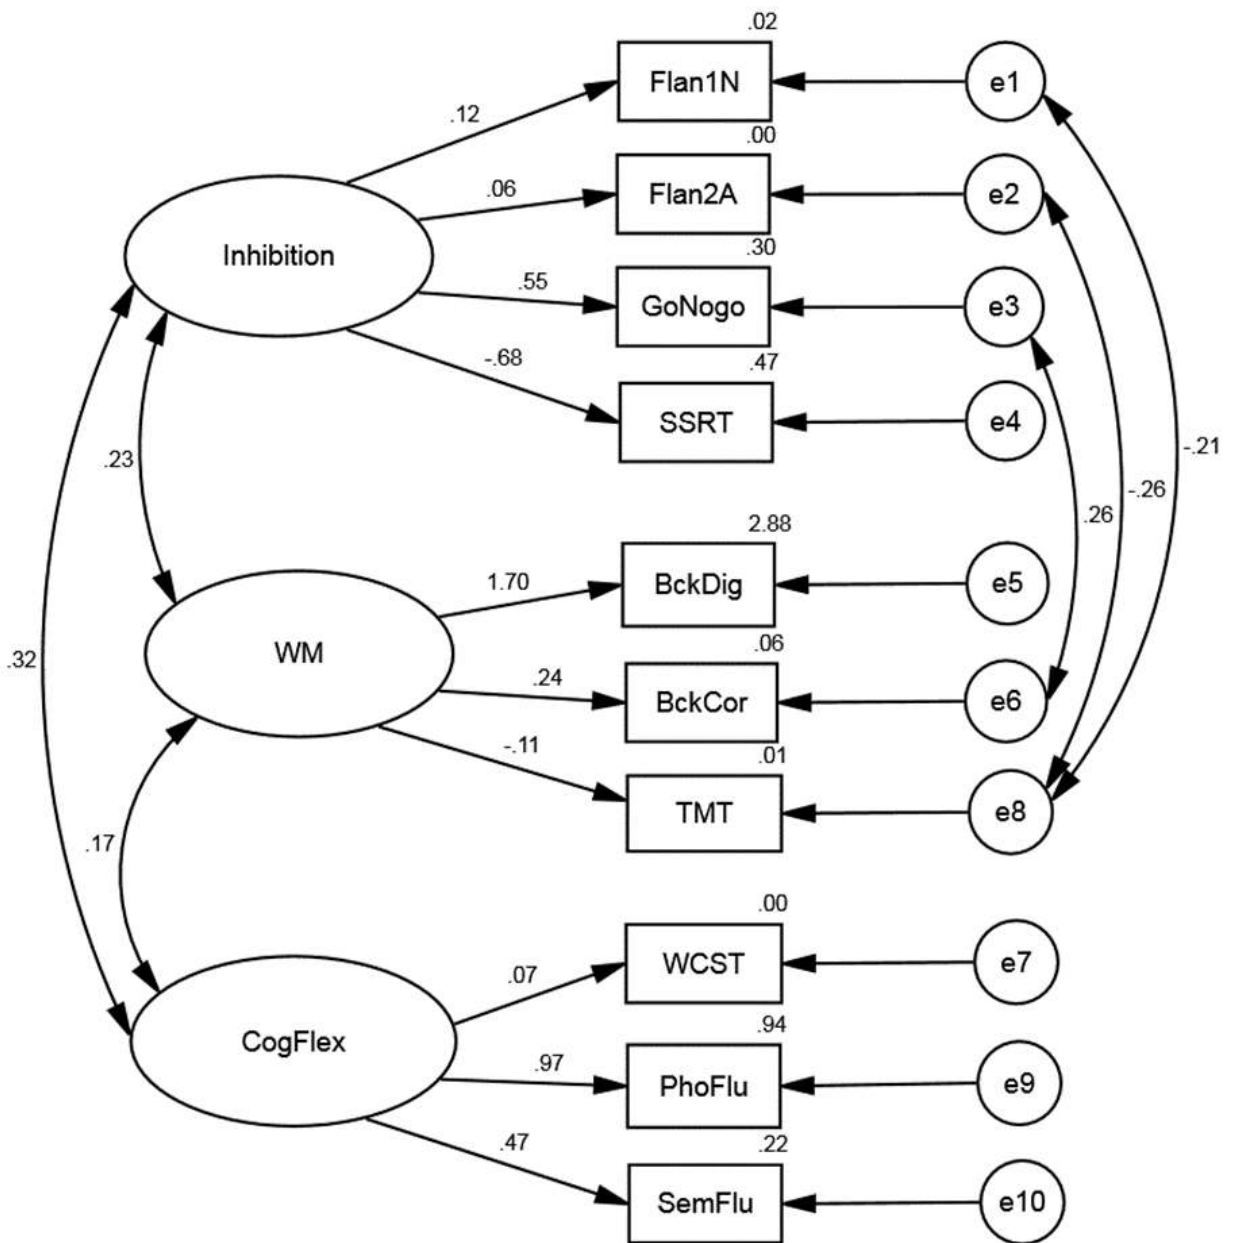 .02
Flan1N
e1
.12
.00
Flan2A
e2
.06
.30
Inhibition
GoNogo
e3
.55
.47
-.68
SSRT
e4
-.21
.23
-.26
.26
2.88
BckDig
e5
1.70
.06
WM
.32
BckCor
e6
.24
.01
-.11
TMT
e8
.17
.00
WCST
e7
.07
.94
CogFlex
PhoFlu
e9
.97
.22
.47
SemFlu
e10